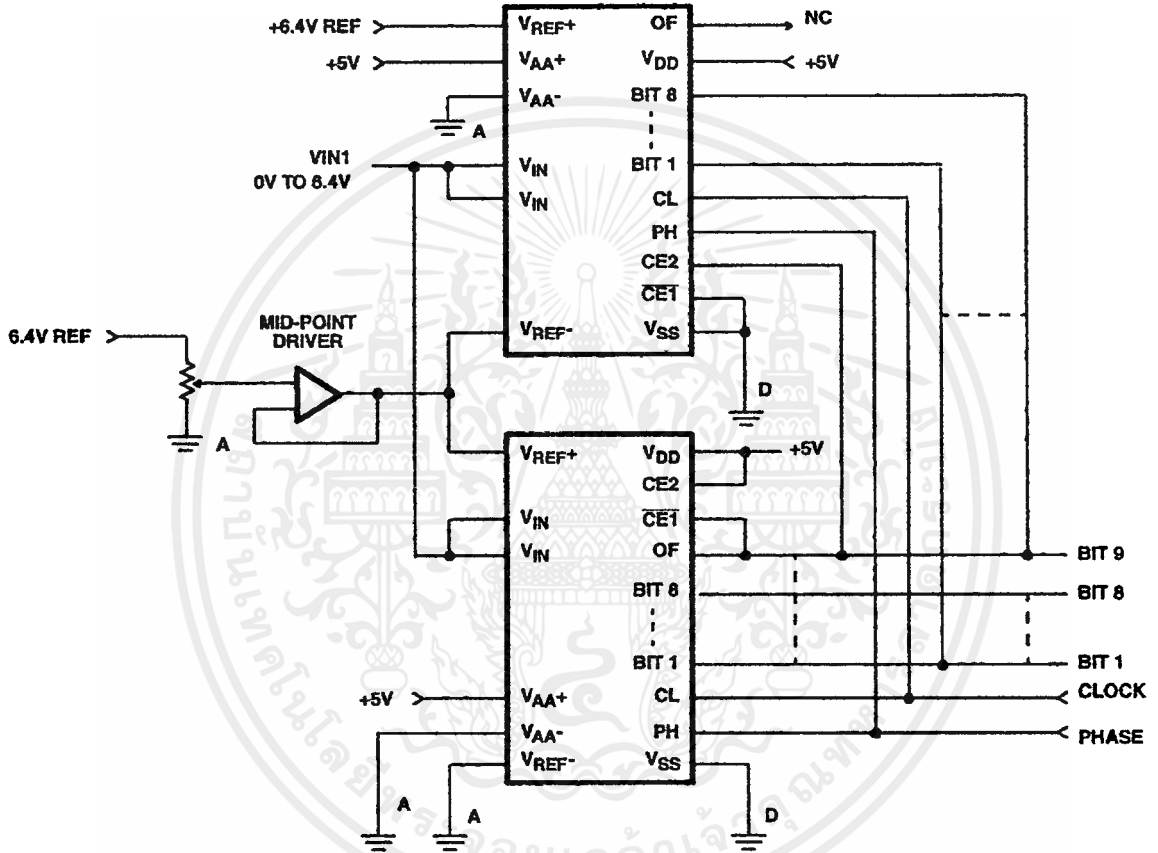 +6.4V REF
+5V
VREF+
VAA+
VAA-
A
VIN1
0V TO 6.4V
VIN
VIN
VREF-
OF
NC
VDD
+5V
BIT 8
BIT 1
CL
PH
CE2
CE1
VSS
D
6.4V REF
MID-POINT
DRIVER
A
VREF+
VIN
VIN
+5V
VAA+
VAA-
VREF-
A
A
VDD
+5V
CE2
CE1
OF
BIT 8
BIT 1
CL
PH
VSS
D
BIT 9
BIT 8
BIT 1
CLOCK
PHASE